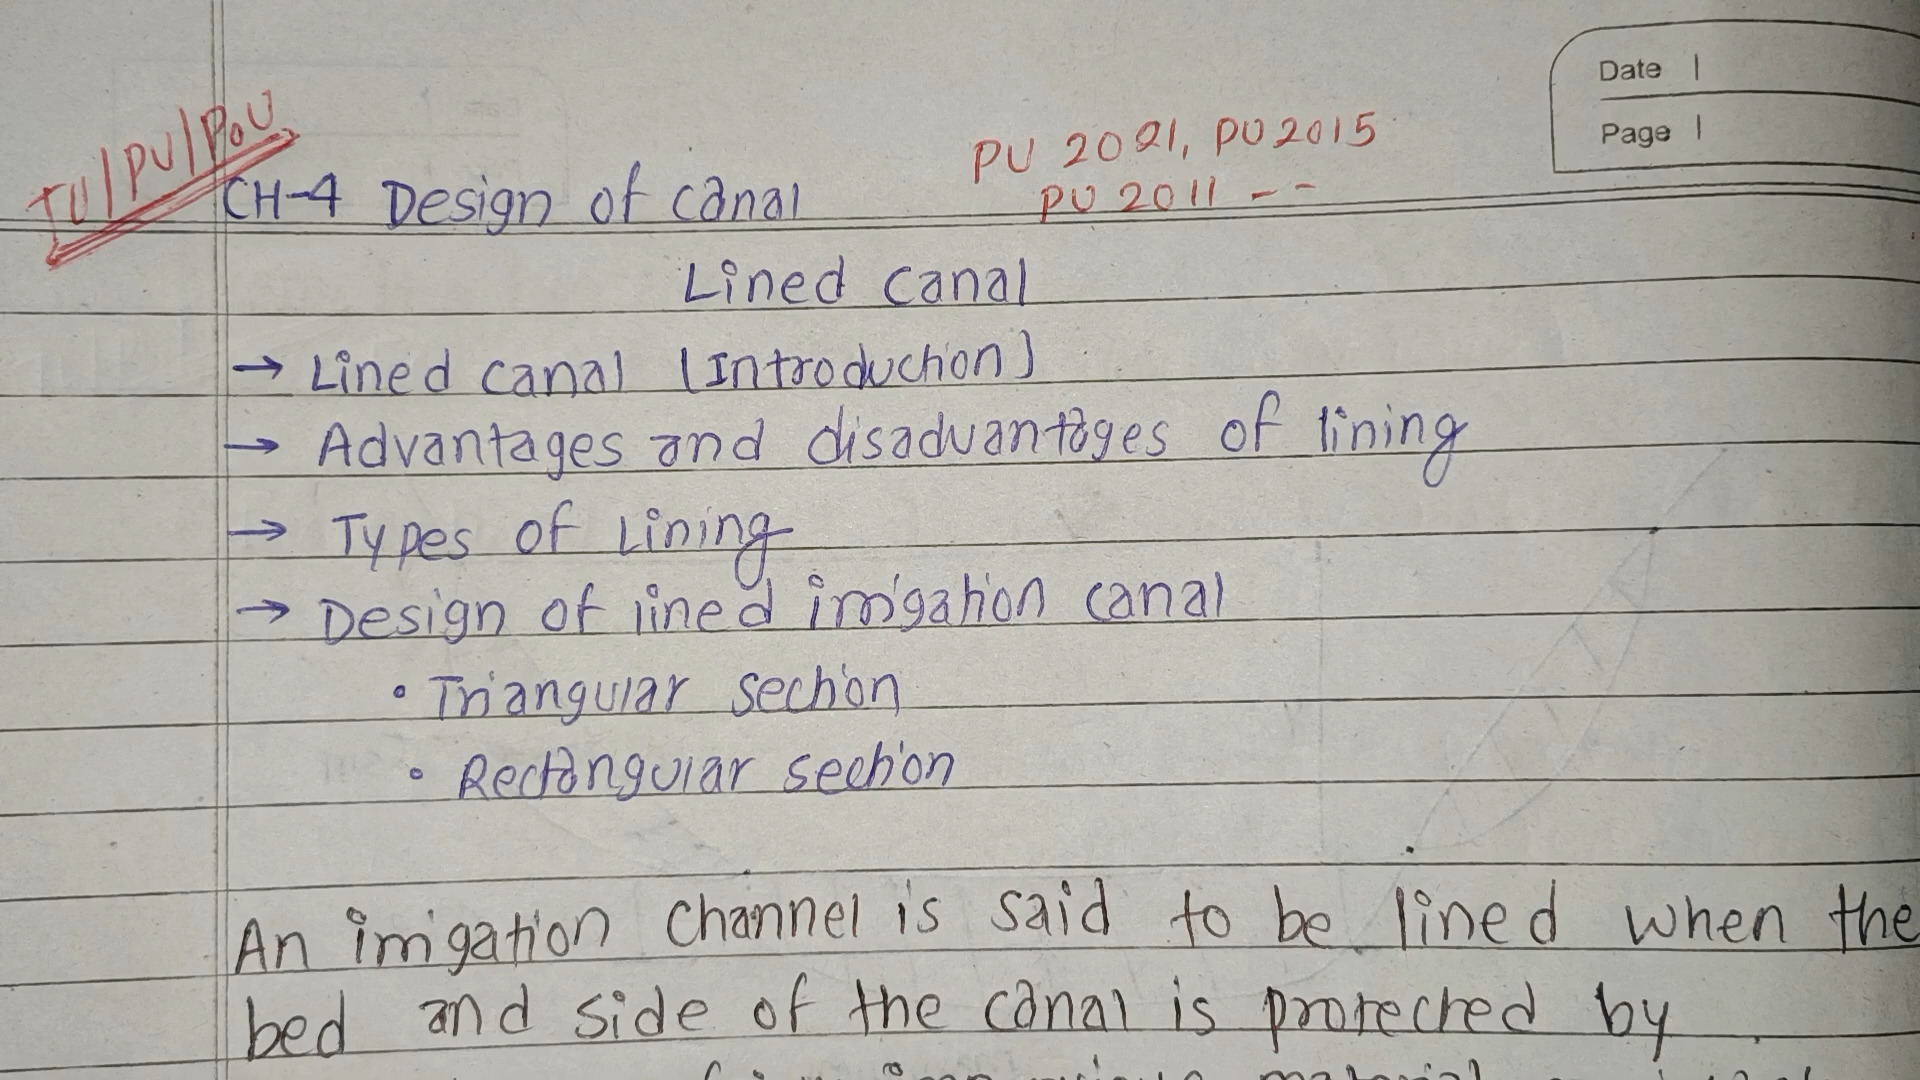 Date
Page
TU/PU/PoU
PU 2021, PU 2015
PU 2011 --
CH-4 Design of canal
Lined canal
→ Lined canal (Introduction)
→ Advantages and disadvantages of lining
→ Types of Lining
→ Design of lined irrigation canal
• Triangular section
• Rectangular section
An irrigation channel is said to be lined when the
bed and side of the canal is protected by
material